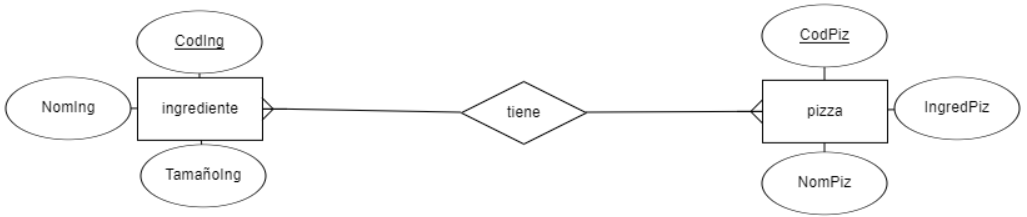 CodIng
CodPiz
NomIng
ingrediente
tiene
pizza
IngredPiz
TamañoIng
NomPiz